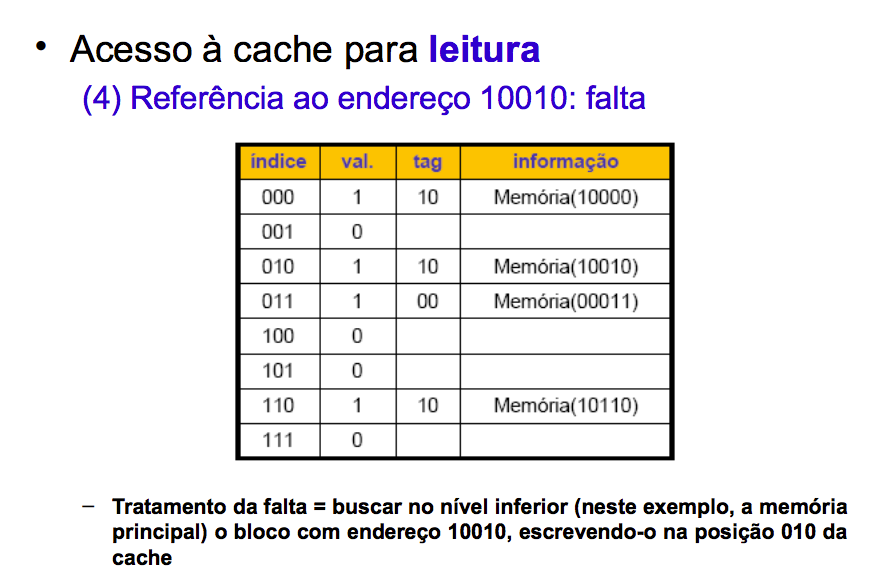 • Acesso à cache para leitura
(4) Referência ao endereço 10010: falta
índice val. tag informação
000 1 10 Memória(10000)
001 0
010 1 10 Memória(10010)
011 1 00 Memória(00011)
100 0
101 0
110 1 10 Memória(10110)
111 0
– Tratamento da falta = buscar no nível inferior (neste exemplo, a memória
principal) o bloco com endereço 10010, escrevendo-o na posição 010 da
cache